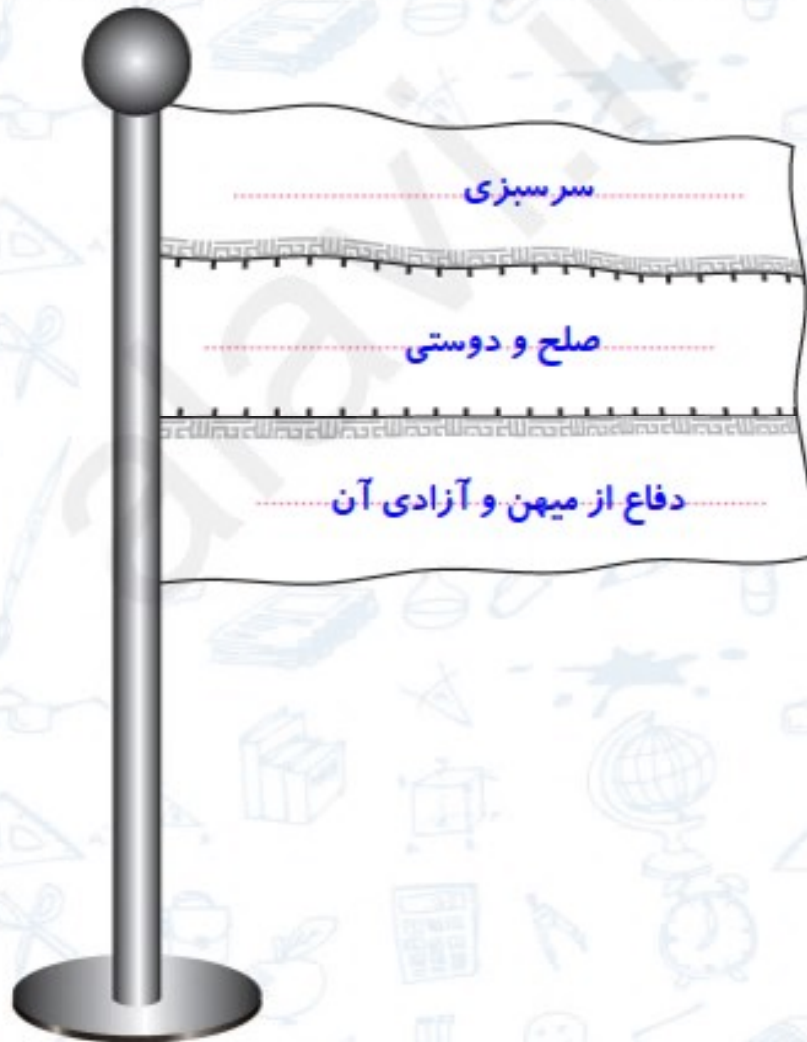 سرسبزی
صلح و دوستی
دفاع از میهن و آزادی آن